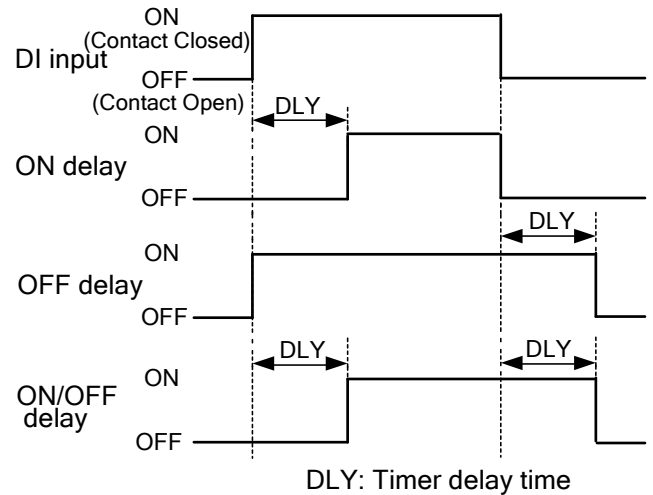 ON
(Contact Closed)
DI input
OFF
(Contact Open)
DLY
ON
ON delay
OFF
DLY
ON
OFF delay
OFF
DLY
DLY
ON
ON/OFF
delay
OFF
DLY: Timer delay time